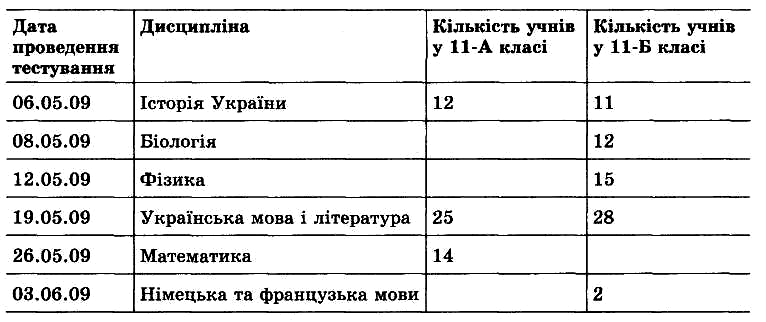 Дата проведення тестування Дисципліна Кількість учнів у 11-А класі Кількість учнів у 11-Б класі
06.05.09 Історія України 12 11
08.05.09 Біологія 12
12.05.09 Фізика 15
19.05.09 Українська мова і література 25 28
26.05.09 Математика 14
03.06.09 Німецька та французька мови 2